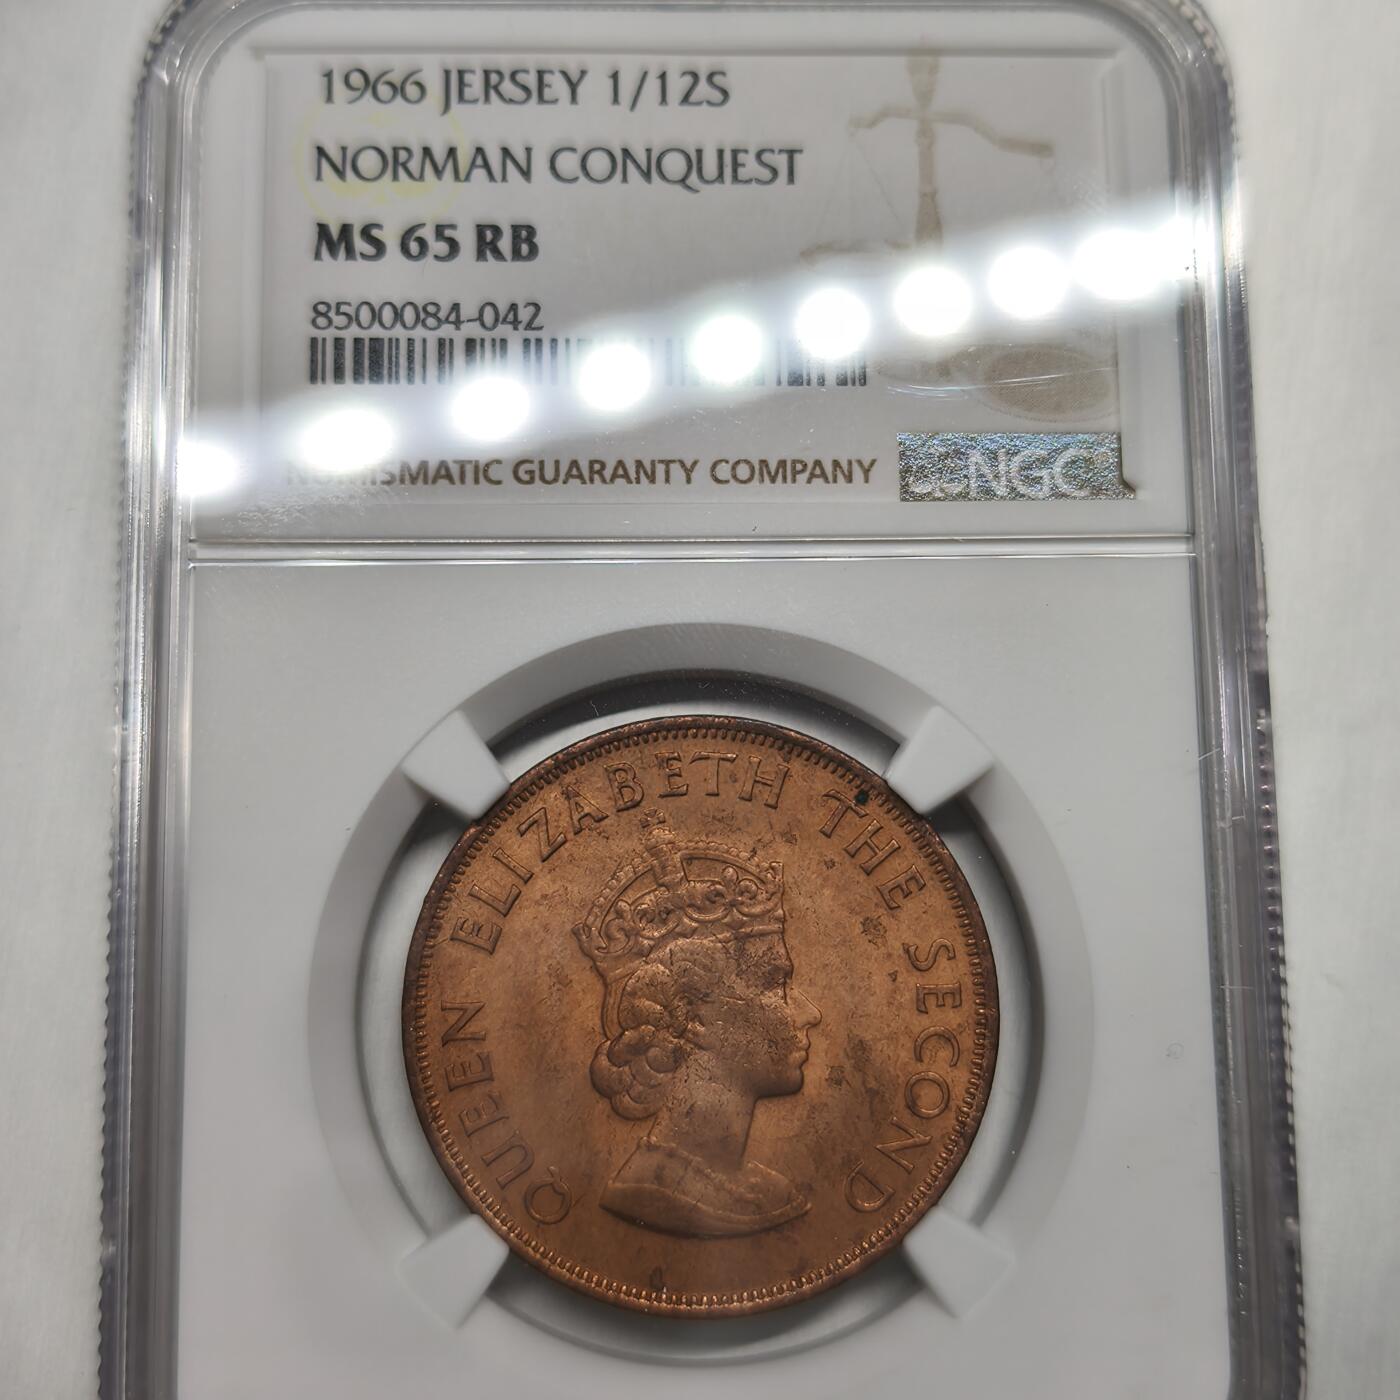 1966 JERSEY 1/12S
NORMAN CONQUEST
MS 65 RB
8500084-042
NUMISMATIC GUARANTY COMPANY
NGC
QUEEN ELIZABETH THE SECOND